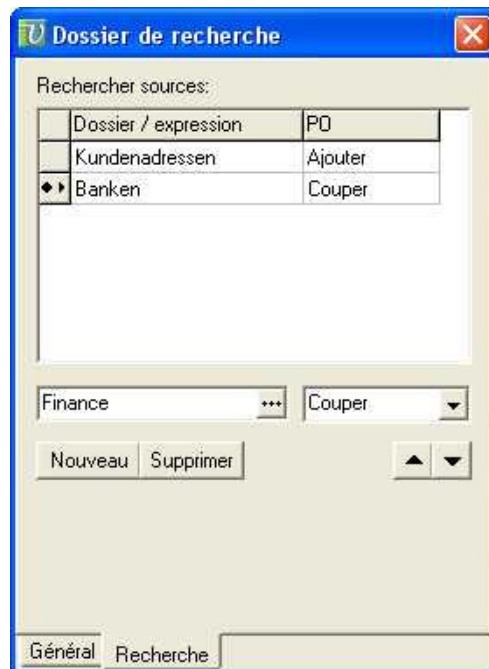 Dossier de recherche
Rechercher sources:
Dossier / expression PO
Kundenadressen Ajouter
Banken Couper
Finance ... Couper
Nouveau Supprimer
Général Recherche